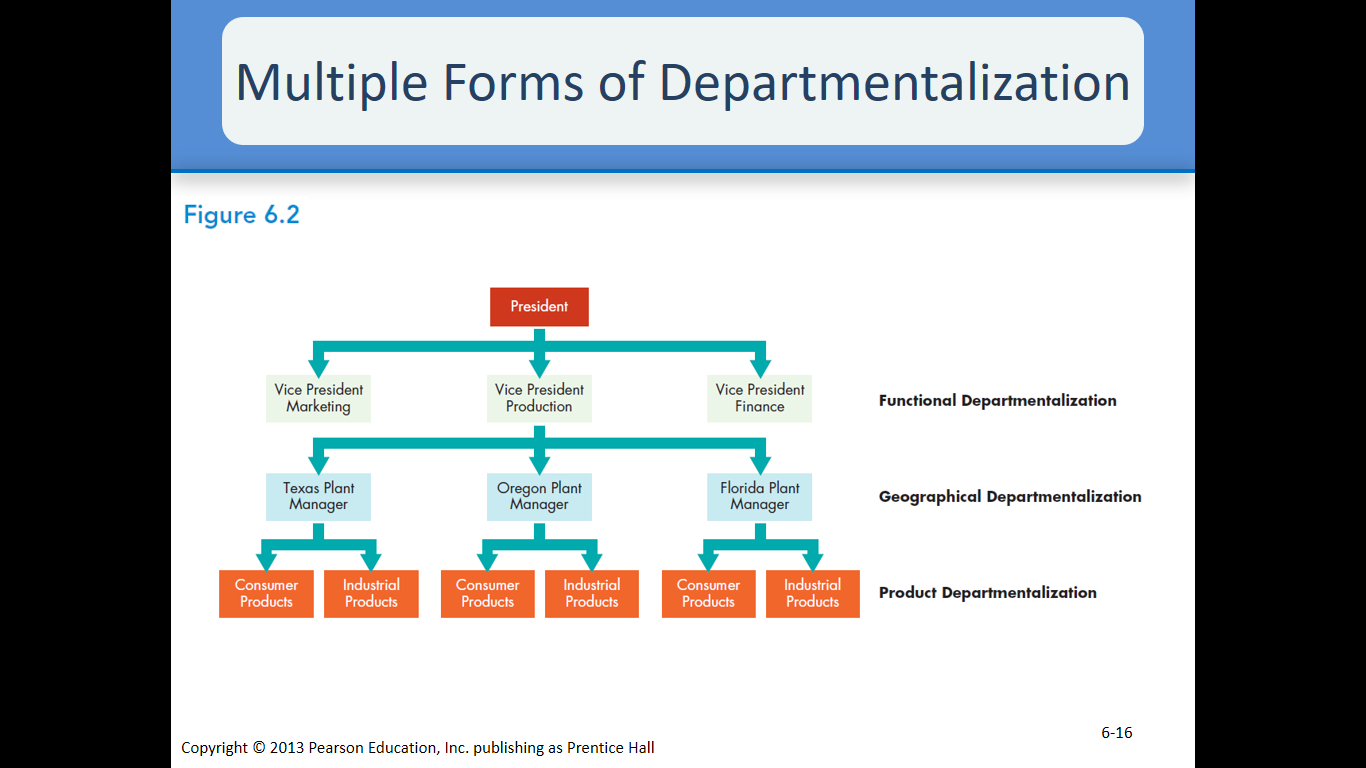 Multiple Forms of Departmentalization
Figure 6.2
President
Vice President
Marketing
Vice President
Production
Vice President
Finance
Functional Departmentalization
Texas Plant
Manager
Oregon Plant
Manager
Florida Plant
Manager
Geographical Departmentalization
Consumer
Products
Industrial
Products
Consumer
Products
Industrial
Products
Consumer
Products
Industrial
Products
Product Departmentalization
6-16
Copyright © 2013 Pearson Education, Inc. publishing as Prentice Hall